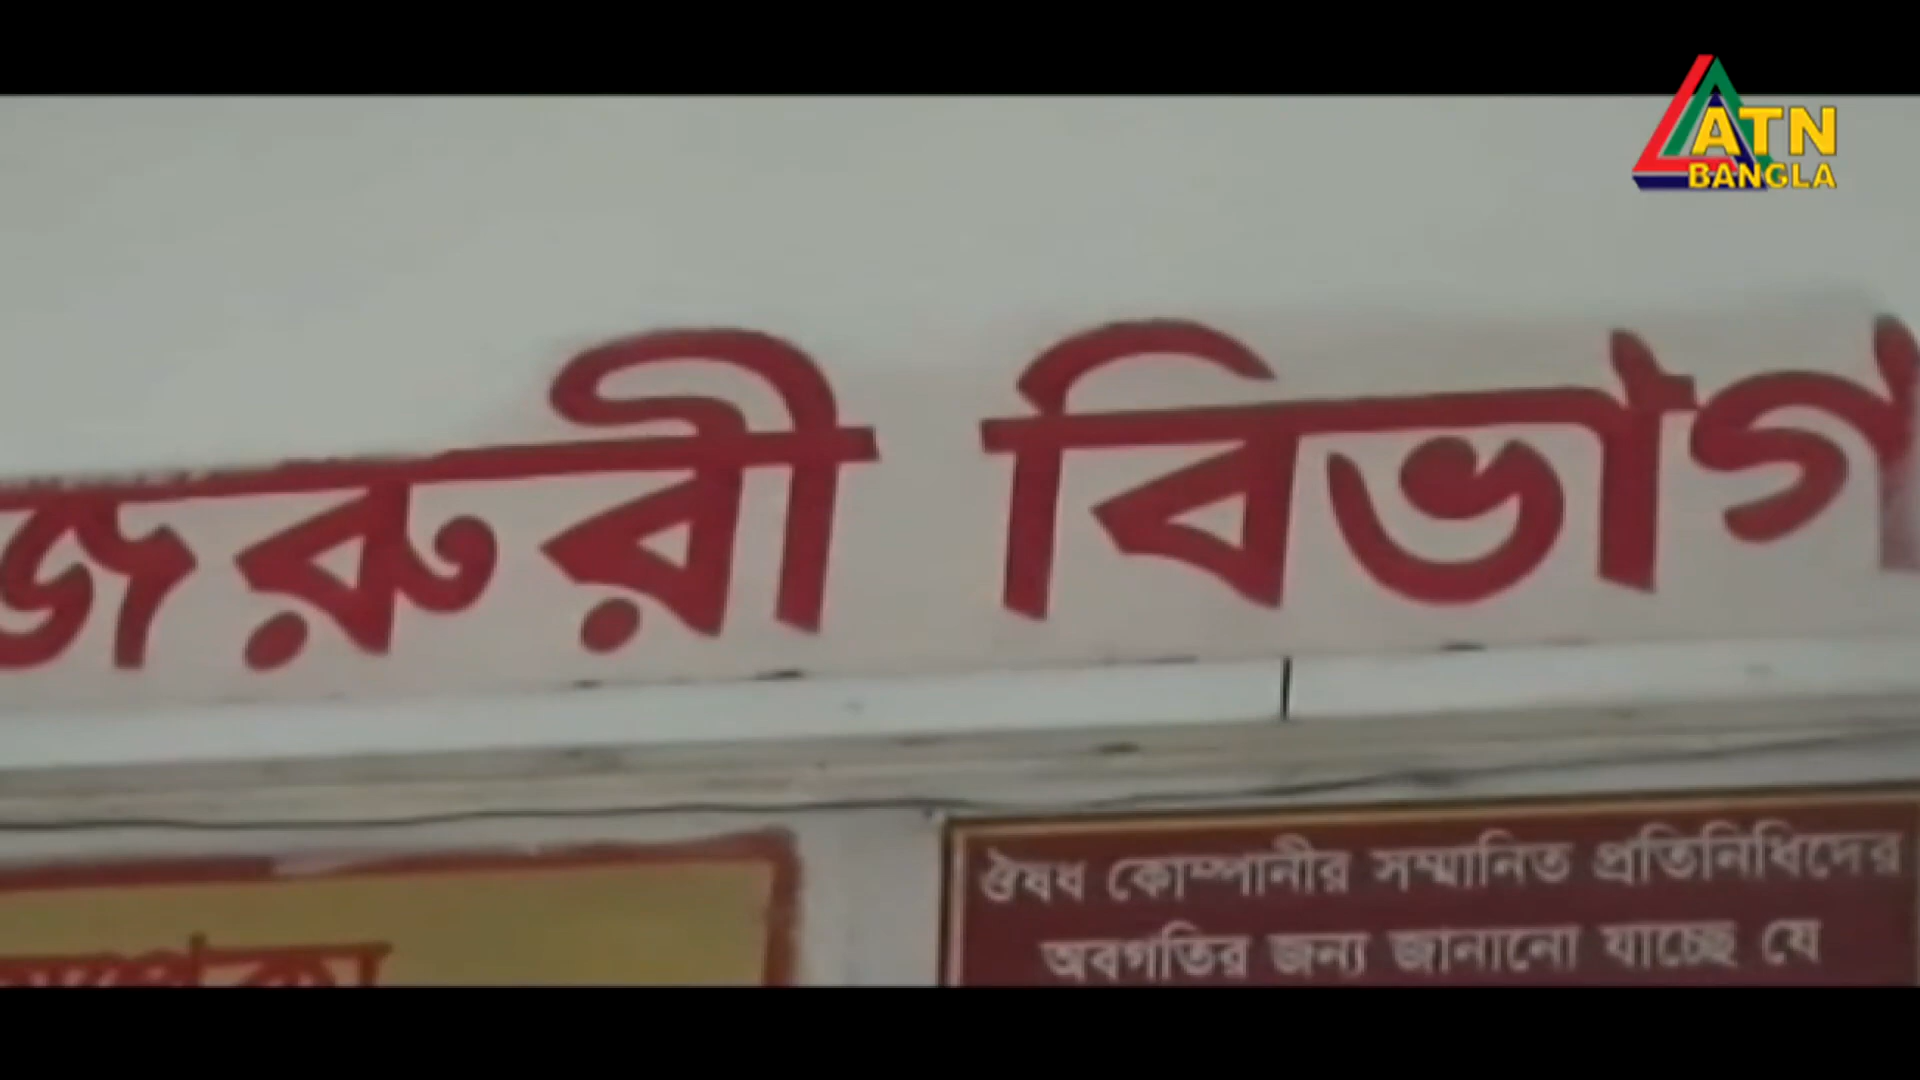 ATN
BANGLA
জরুরী বিভাগ
ঔষধ কোম্পানীর সম্মানিত প্রতিনিধিদের
অবগতির জন্য জানানো যাচ্ছে যে